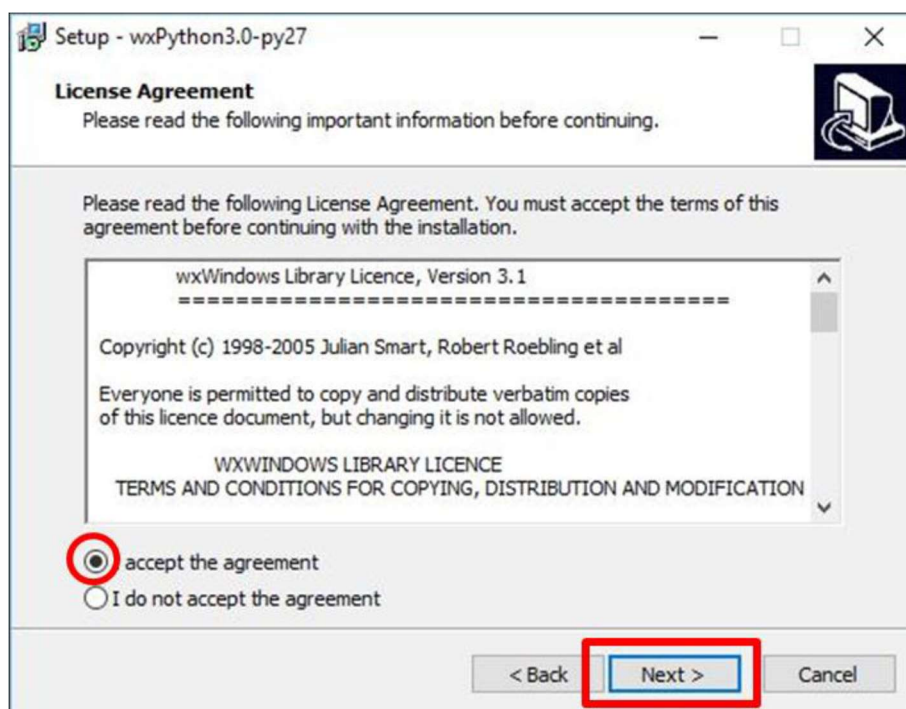 Setup - wxPython3.0-py27
License Agreement
Please read the following important information before continuing.
Please read the following License Agreement. You must accept the terms of this
agreement before continuing with the installation.
wxWindows Library Licence, Version 3.1
======================================
Copyright (c) 1998-2005 Julian Smart, Robert Roebling et al
Everyone is permitted to copy and distribute verbatim copies
of this licence document, but changing it is not allowed.
WXWINDOWS LIBRARY LICENCE
TERMS AND CONDITIONS FOR COPYING, DISTRIBUTION AND MODIFICATION
accept the agreement
I do not accept the agreement
< Back
Next >
Cancel